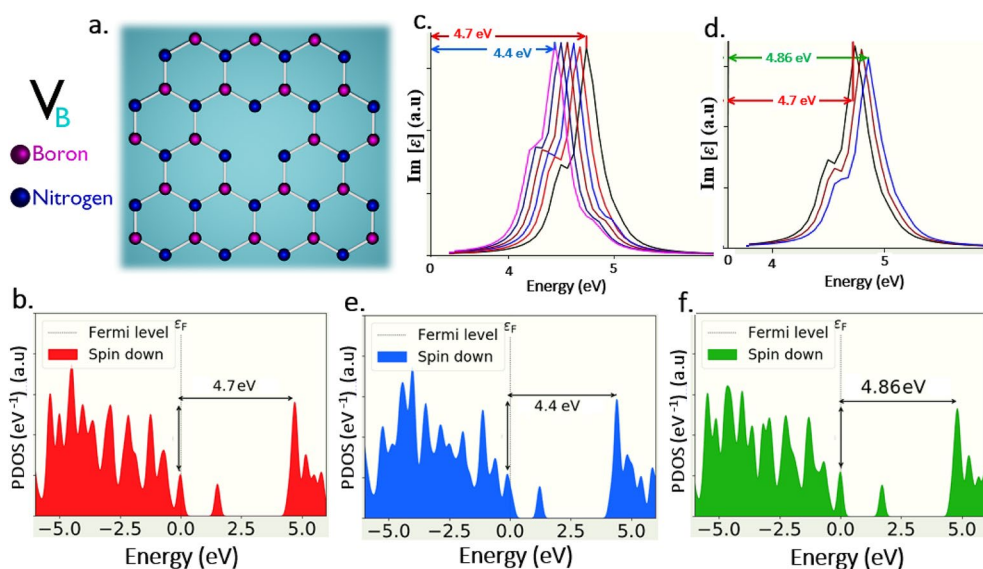 a.
V
B
Boron
Nitrogen
c.
4.7 eV
4.4 eV
Im [ε] (a.u)
0
4
5
Energy (eV)
d.
4.86 eV
4.7 eV
Im [ε] (a.u)
0
4
5
Energy (eV)
b.
Fermi level
Spin down
εF
4.7 eV
PDOS (eV⁻¹) (a.u)
−5.0
−2.5
0.0
2.5
5.0
Energy (eV)
e.
Fermi level
Spin down
εF
4.4 eV
PDOS (eV⁻¹) (a.u)
−5.0
−2.5
0.0
2.5
5.0
Energy (eV)
f.
Fermi level
Spin down
εF
4.86 eV
PDOS (eV⁻¹) (a.u)
−5.0
−2.5
0.0
2.5
5.0
Energy (eV)